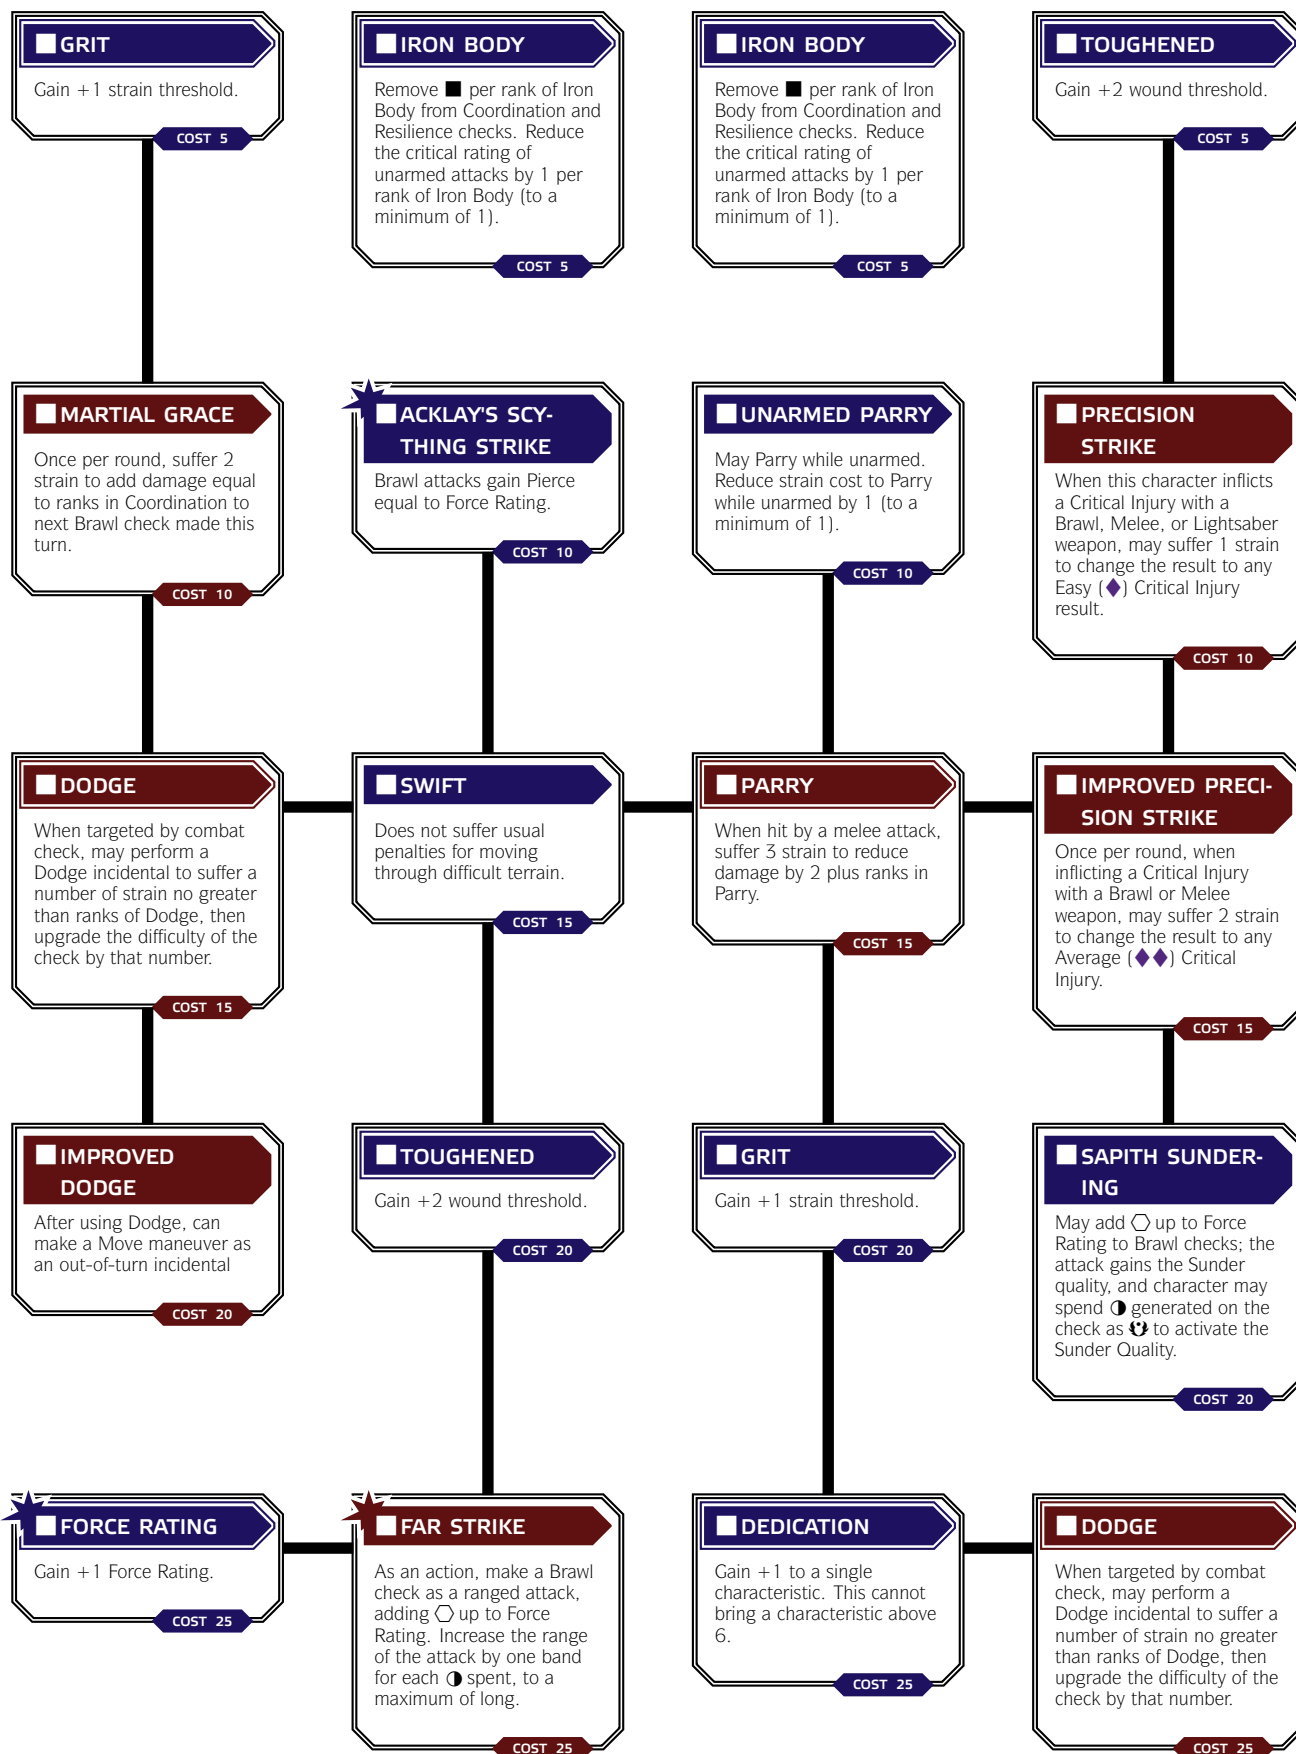 GRIT
Gain +1 strain threshold.
COST 5
IRON BODY
Remove ■ per rank of Iron
Body from Coordination and
Resilience checks. Reduce
the critical rating of
unarmed attacks by 1 per
rank of Iron Body (to a
minimum of 1).
COST 5
IRON BODY
Remove ■ per rank of Iron
Body from Coordination and
Resilience checks. Reduce
the critical rating of
unarmed attacks by 1 per
rank of Iron Body (to a
minimum of 1).
COST 5
TOUGHENED
Gain +2 wound threshold.
COST 5
MARTIAL GRACE
Once per round, suffer 2
strain to add damage equal
to ranks in Coordination to
next Brawl check made this
turn.
COST 10
ACKLAY'S SCY-
THING STRIKE
Brawl attacks gain Pierce
equal to Force Rating.
COST 10
UNARMED PARRY
May Parry while unarmed.
Reduce strain cost to Parry
while unarmed by 1 (to a
minimum of 1).
COST 10
PRECISION
STRIKE
When this character inflicts
a Critical Injury with a
Brawl, Melee, or Lightsaber
weapon, may suffer 1 strain
to change the result to any
Easy (♦) Critical Injury
result.
COST 10
DODGE
When targeted by combat
check, may perform a
Dodge incidental to suffer a
number of strain no greater
than ranks of Dodge, then
upgrade the difficulty of the
check by that number.
COST 15
SWIFT
Does not suffer usual
penalties for moving
through difficult terrain.
COST 15
PARRY
When hit by a melee attack,
suffer 3 strain to reduce
damage by 2 plus ranks in
Parry.
COST 15
IMPROVED PRECI-
SION STRIKE
Once per round, when
inflicting a Critical Injury
with a Brawl or Melee
weapon, may suffer 2 strain
to change the result to any
Average (♦♦) Critical
Injury.
COST 15
IMPROVED
DODGE
After using Dodge, can
make a Move maneuver as
an out-of-turn incidental
COST 20
TOUGHENED
Gain +2 wound threshold.
COST 20
GRIT
Gain +1 strain threshold.
COST 20
SAPITH SUNDER-
ING
May add ⬡ up to Force
Rating to Brawl checks; the
attack gains the Sunder
quality, and character may
spend ◑ generated on the
check as to activate the
Sunder Quality.
COST 20
FORCE RATING
Gain +1 Force Rating.
COST 25
FAR STRIKE
As an action, make a Brawl
check as a ranged attack,
adding ⬡ up to Force
Rating. Increase the range
of the attack by one band
for each ◑ spent, to a
maximum of long.
COST 25
DEDICATION
Gain +1 to a single
characteristic. This cannot
bring a characteristic above
6.
COST 25
DODGE
When targeted by combat
check, may perform a
Dodge incidental to suffer a
number of strain no greater
than ranks of Dodge, then
upgrade the difficulty of the
check by that number.
COST 25